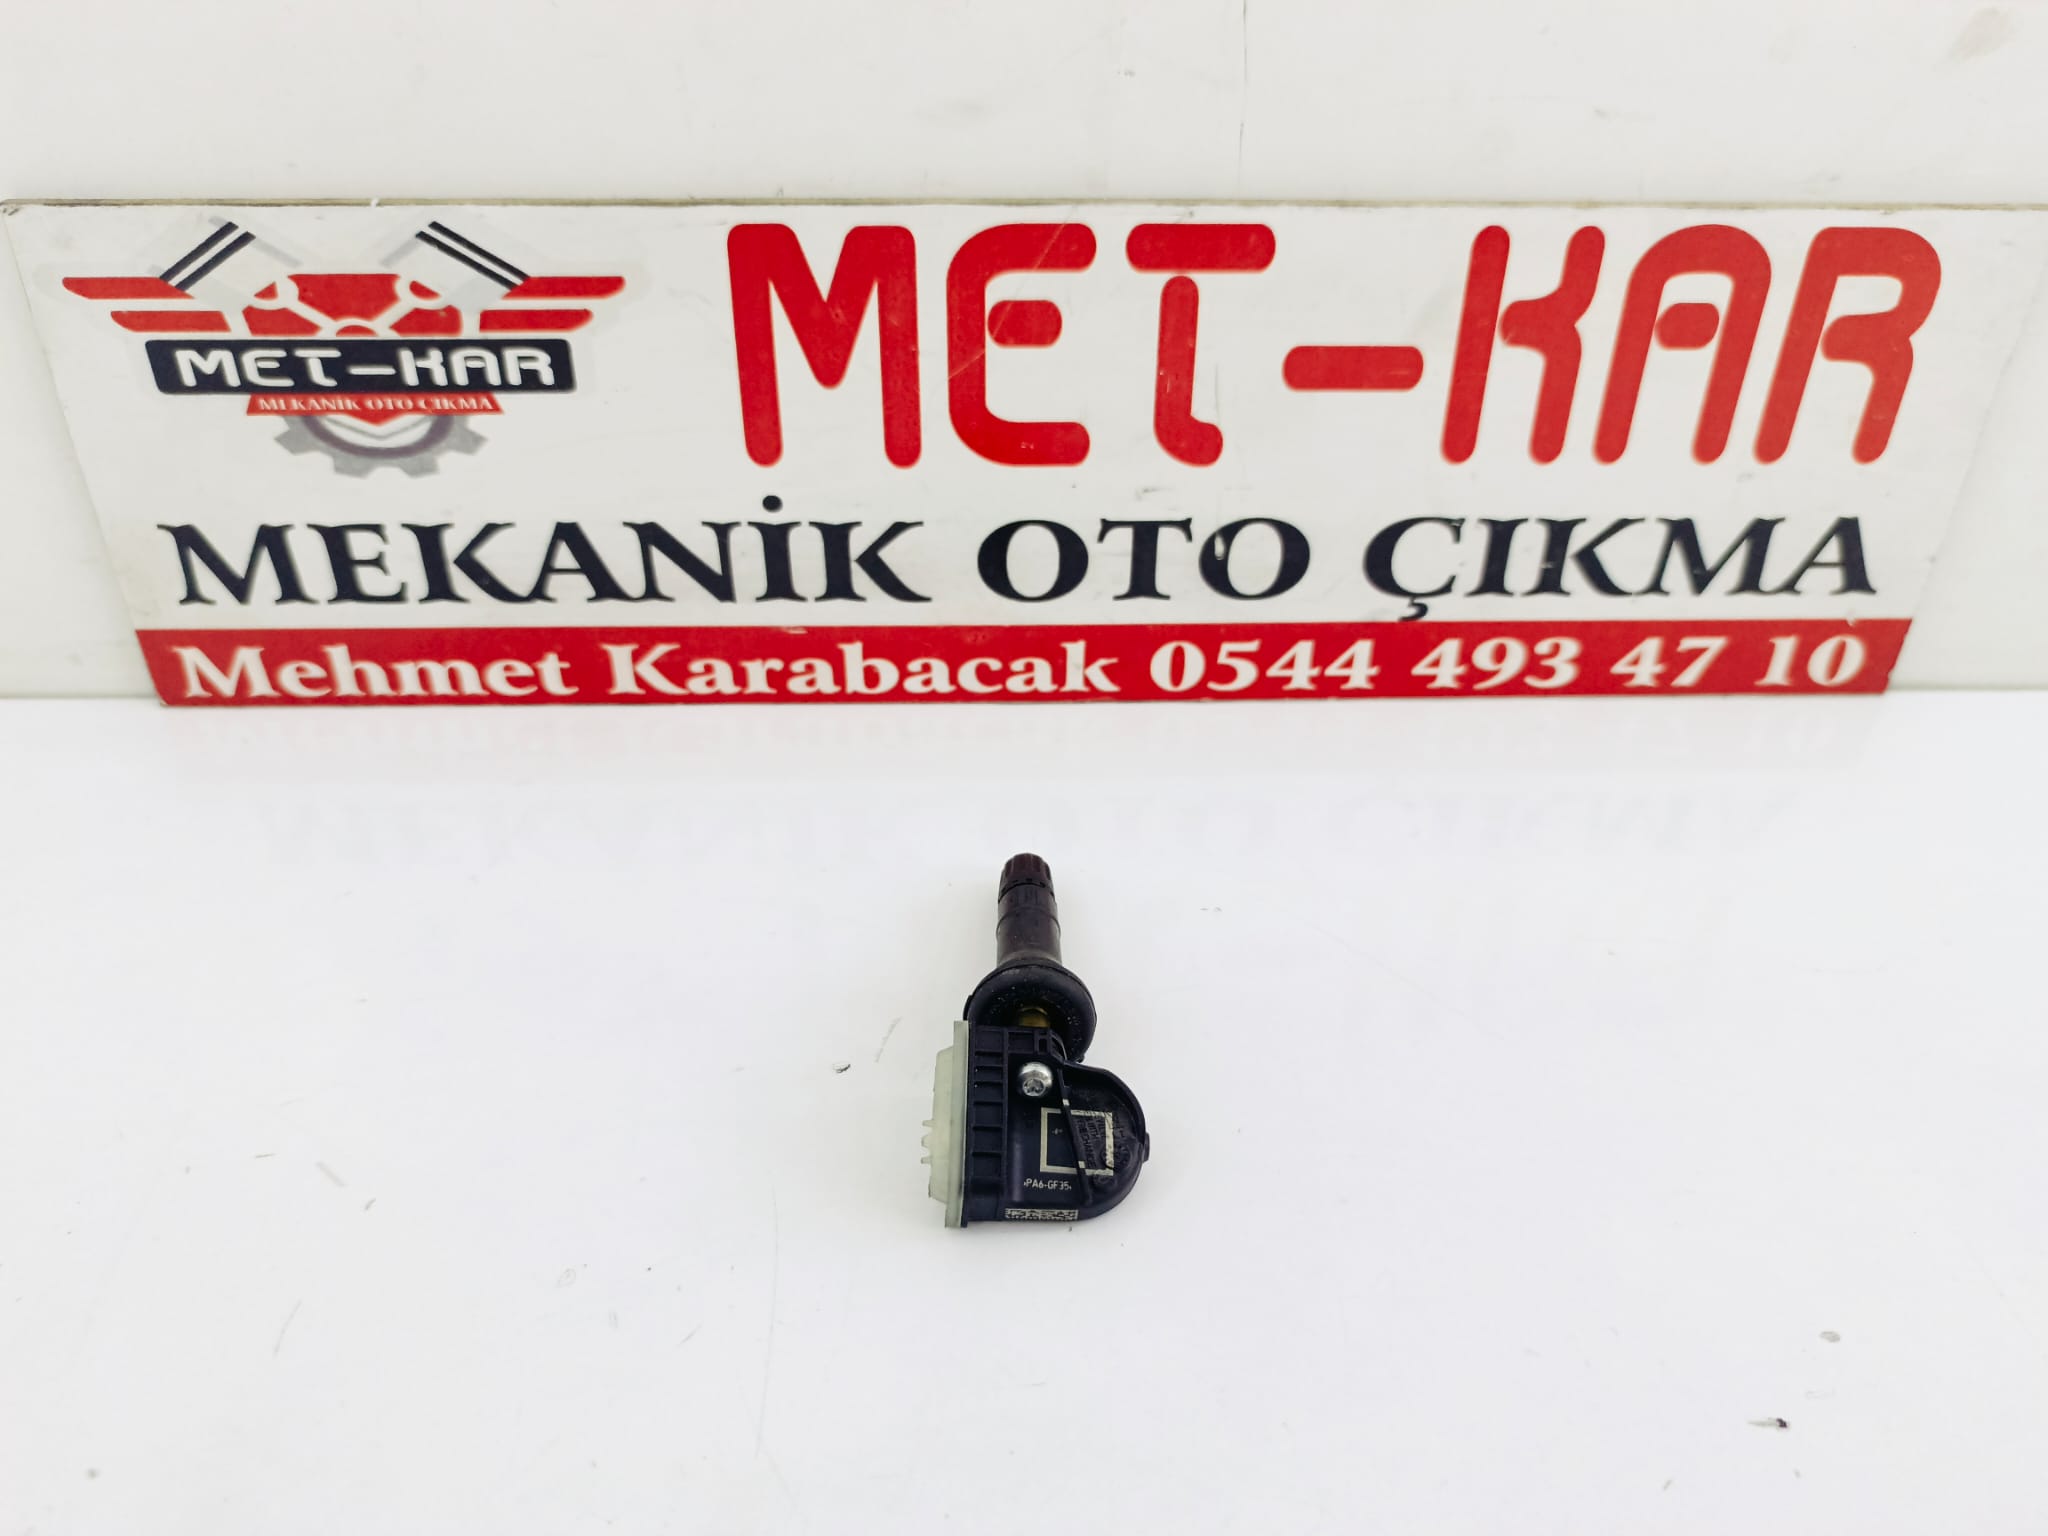 MET-KAR
MEKANİK OTO ÇIKMA
MET-KAR
MEKANİK OTO ÇIKMA
Mehmet Karabacak 0544 493 47 10
>PA6-GF35<